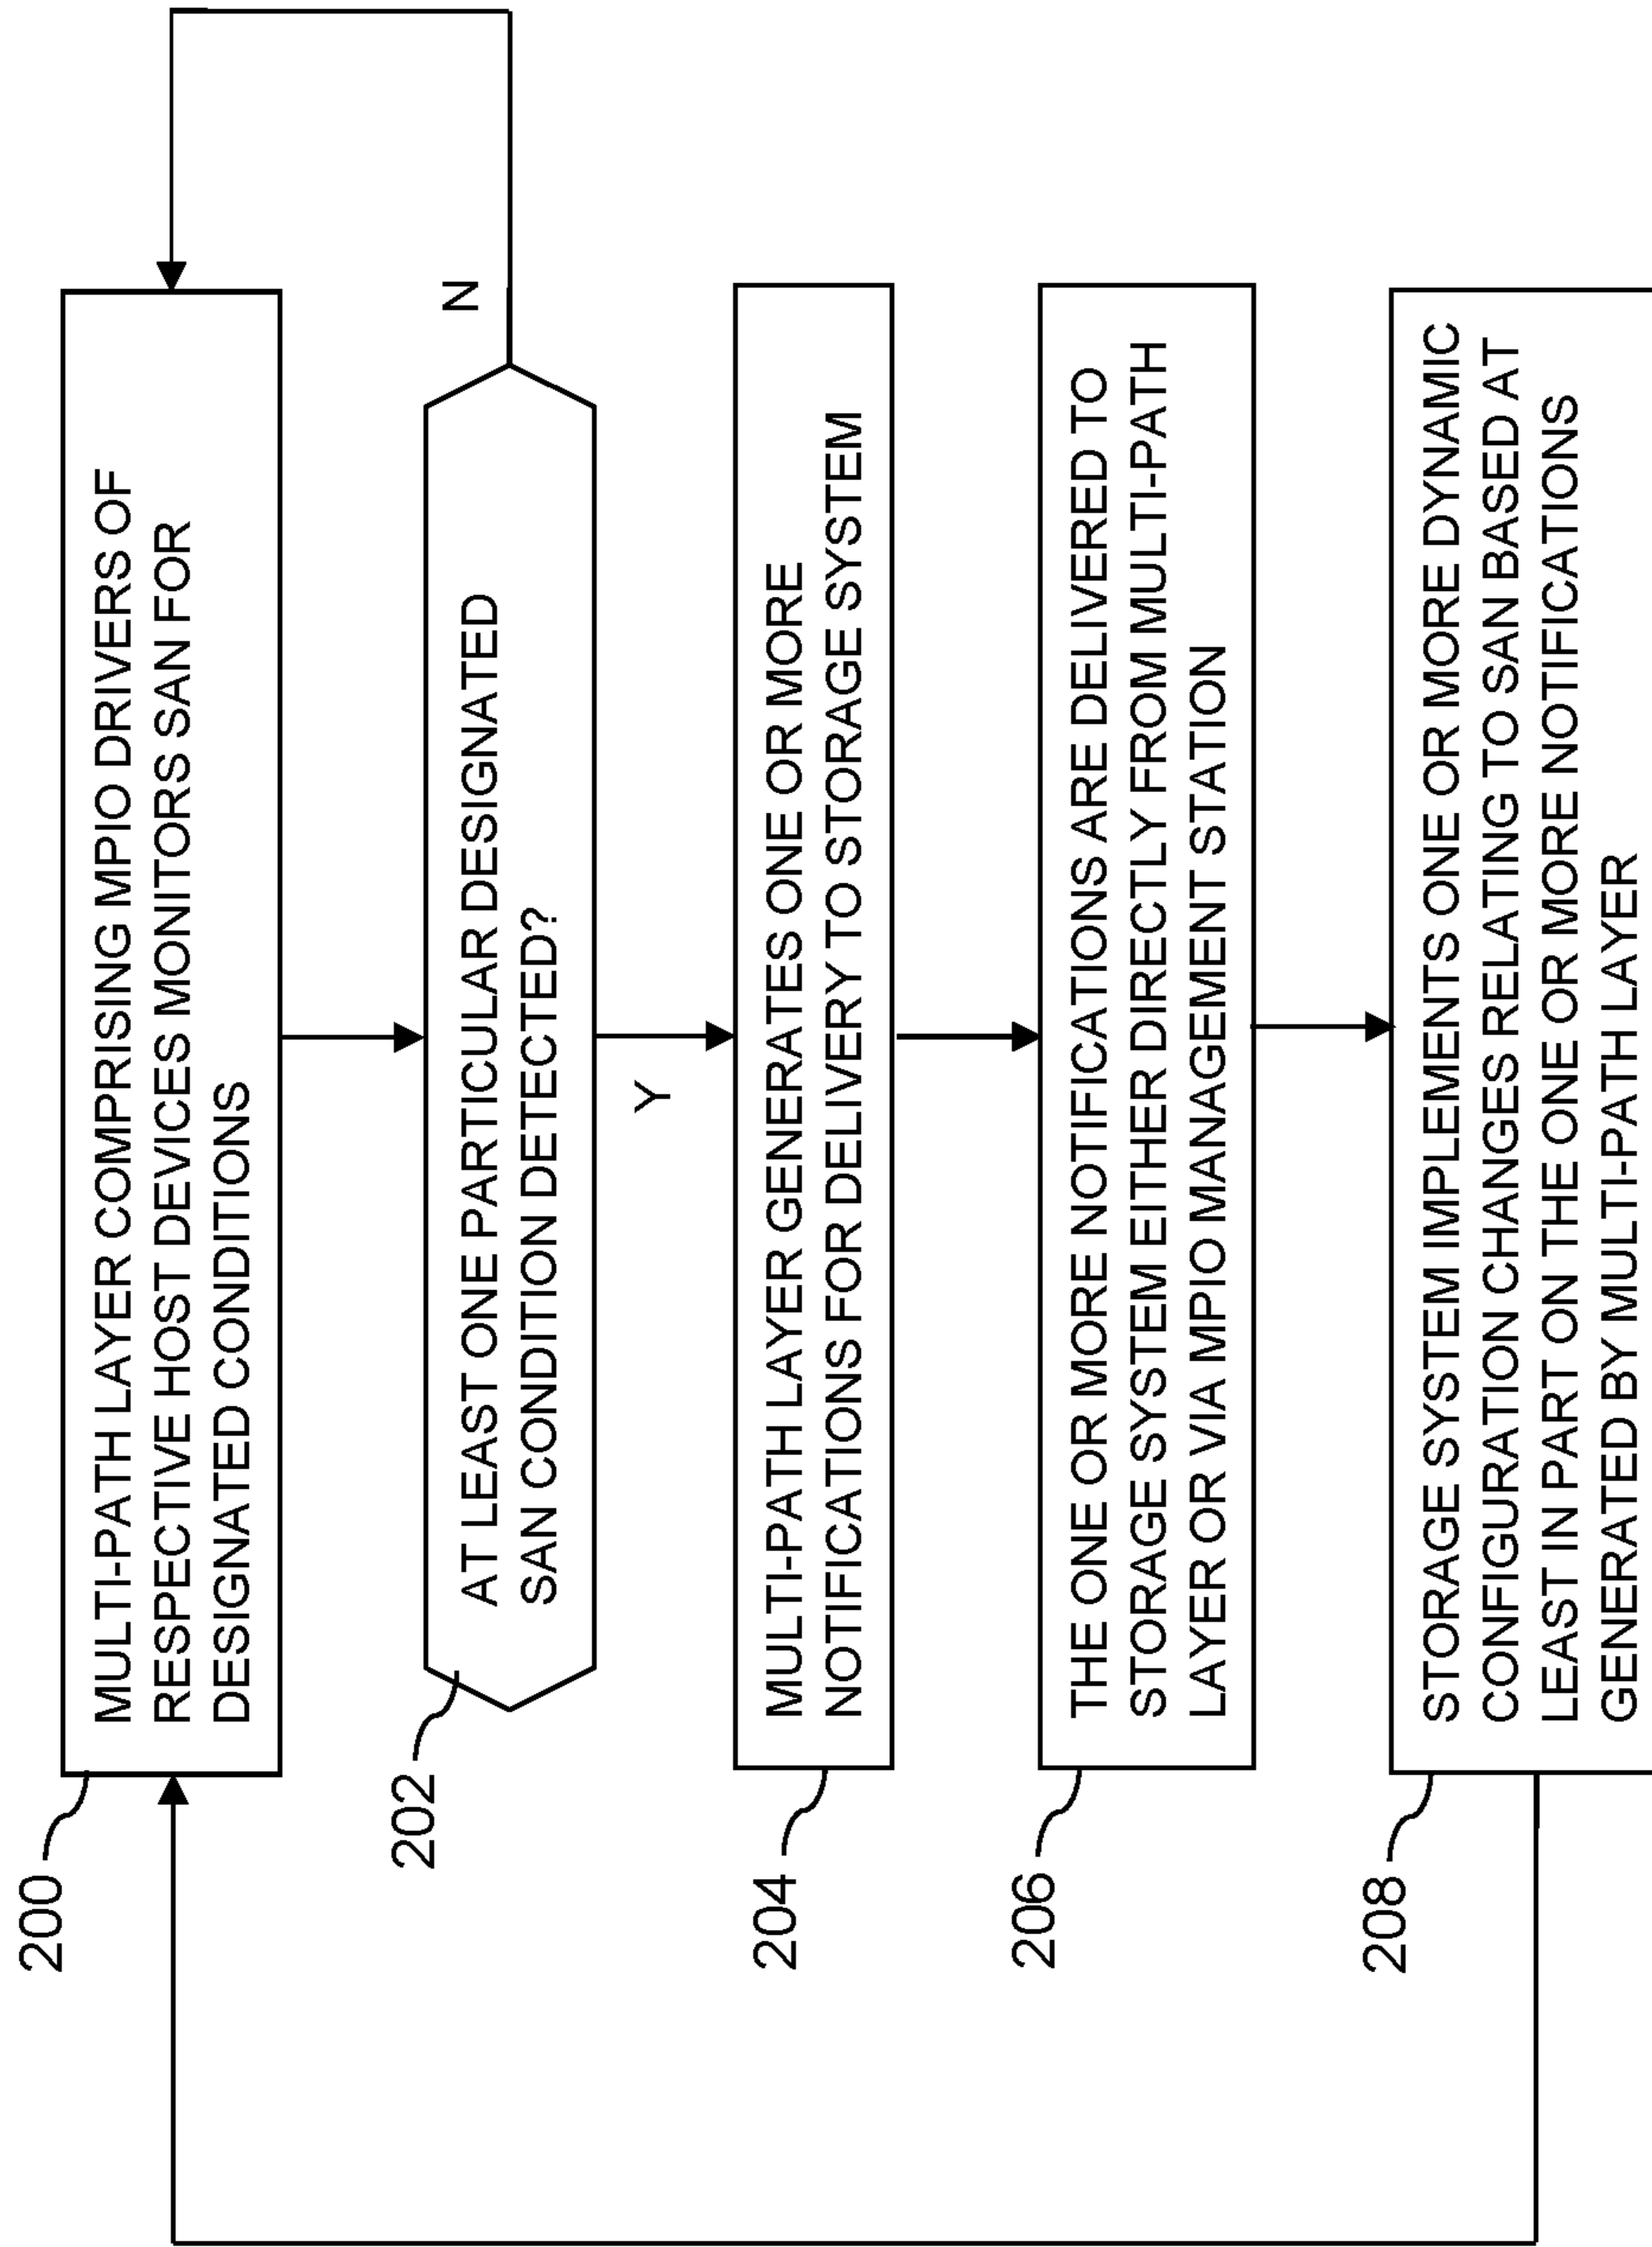 200
MULTI-PATH LAYER COMPRISING MPIO DRIVERS OF
RESPECTIVE HOST DEVICES MONITORS SAN FOR
DESIGNATED CONDITIONS
202
AT LEAST ONE PARTICULAR DESIGNATED
SAN CONDITION DETECTED?
N
Y
204
MULTI-PATH LAYER GENERATES ONE OR MORE
NOTIFICATIONS FOR DELIVERY TO STORAGE SYSTEM
206
THE ONE OR MORE NOTIFICATIONS ARE DELIVERED TO
STORAGE SYSTEM EITHER DIRECTLY FROM MULTI-PATH
LAYER OR VIA MPIO MANAGEMENT STATION
208
STORAGE SYSTEM IMPLEMENTS ONE OR MORE DYNAMIC
CONFIGURATION CHANGES RELATING TO SAN BASED AT
LEAST IN PART ON THE ONE OR MORE NOTIFICATIONS
GENERATED BY MULTI-PATH LAYER